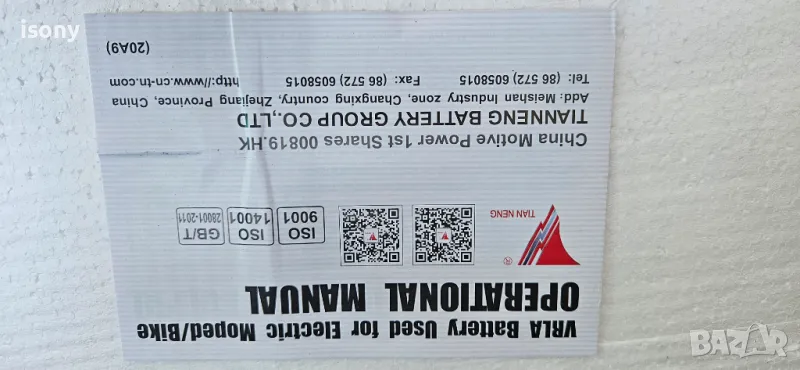 isony
VRLA Battery Used for Electric Moped/Bike
OPERATIONAL MANUAL
®
TIAN NENG
ISO 9001
ISO 14001
GB/T 28001-2011
China Motive Power 1st Shares 00819.HK
TIANNENG BATTERY GROUP CO.,LTD
Add: Meishan Industry zone, Changxing country, Zhejiang Province, China
Tel: (86 572) 6058015 Fax: (86 572) 6058015 http://www.cn-tn.com
(20A9)
BAZAR